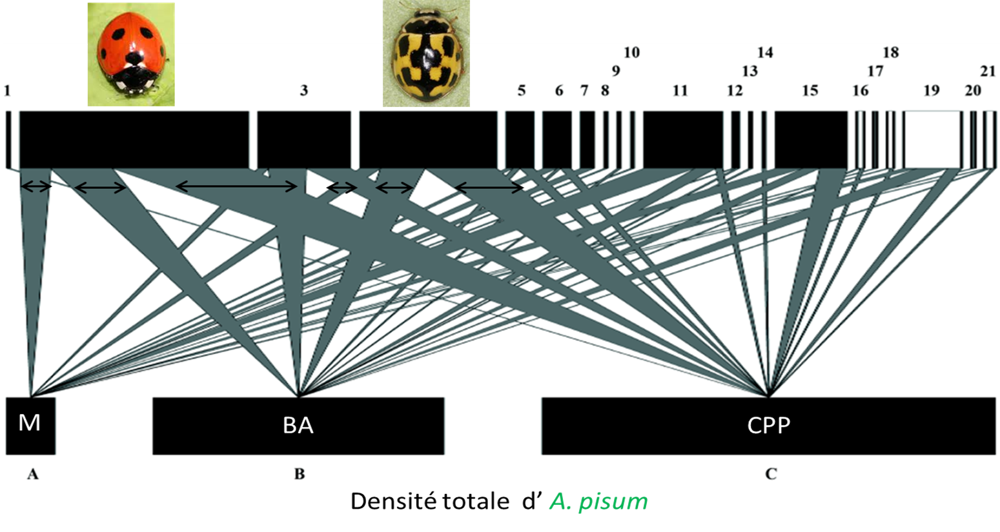 10 14 18
9 13 17 21
1 3 5 6 7 8 11 12 15 16 19 20
M BA CPP
A B C
Densité totale d’ A. pisum